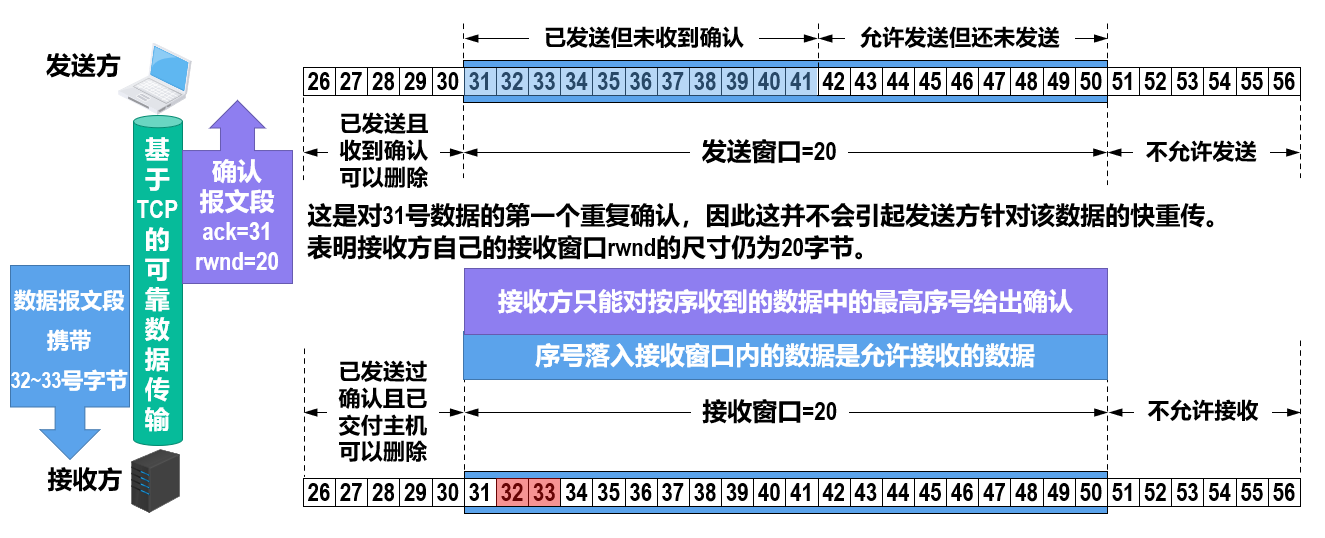 已发送但未收到确认
允许发送但还未发送
发送方
26 27 28 29 30 31 32 33 34 35 36 37 38 39 40 41 42 43 44 45 46 47 48 49 50 51 52 53 54 55 56
已发送且
收到确认
可以删除
发送窗口=20
不允许发送
基于TCP的可靠数据传输
确认
报文段
ack=31
rwnd=20
这是对31号数据的第一个重复确认，因此这并不会引起发送方针对该数据的快重传。
表明接收方自己的接收窗口rwnd的尺寸仍为20字节。
数据报文段
携带
32~33号字节
接收方只能对按序收到的数据中的最高序号给出确认
序号落入接收窗口内的数据是允许接收的数据
已发送过
确认且已
交付主机
可以删除
接收窗口=20
不允许接收
接收方
26 27 28 29 30 31 32 33 34 35 36 37 38 39 40 41 42 43 44 45 46 47 48 49 50 51 52 53 54 55 56